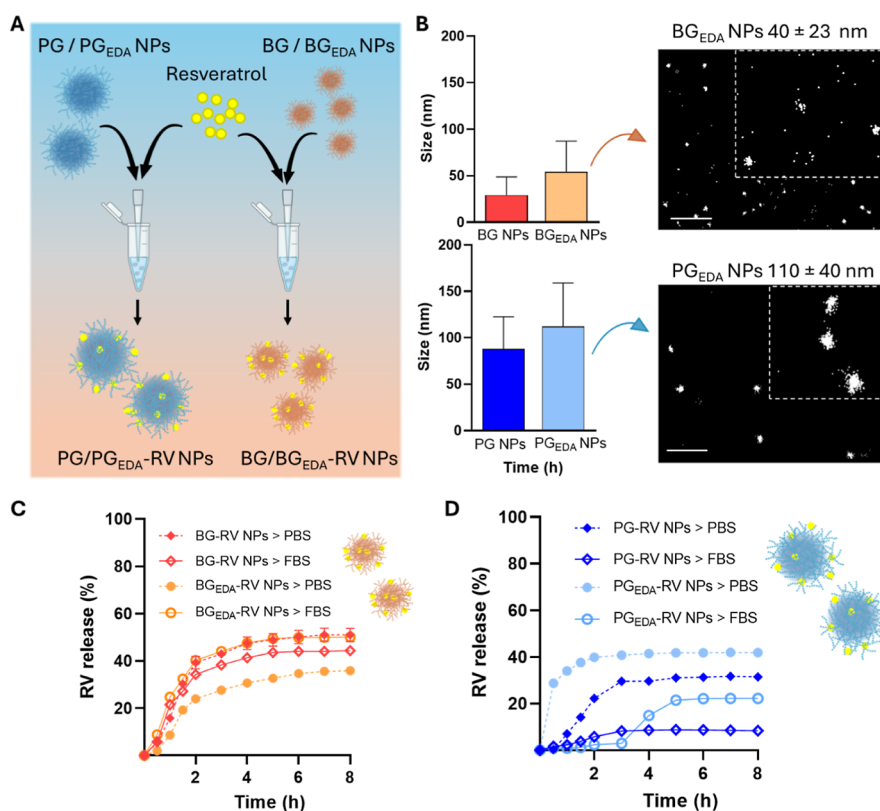 A
PG / PGEDA NPs
BG / BGEDA NPs
Resveratrol
PG/PGEDA-RV NPs
BG/BGEDA-RV NPs
B
Size (nm)
200
150
100
50
0
BG NPs
BGEDA NPs
BGEDA NPs 40 ± 23 nm
Size (nm)
200
150
100
50
0
PG NPs
PGEDA NPs
Time (h)
PGEDA NPs 110 ± 40 nm
C
RV release (%)
100
80
60
40
20
2
4
6
8
Time (h)
BG-RV NPs > PBS
BG-RV NPs > FBS
BGEDA-RV NPs > PBS
BGEDA-RV NPs > FBS
D
RV release (%)
100
80
60
40
20
2
4
6
8
Time (h)
PG-RV NPs > PBS
PG-RV NPs > FBS
PGEDA-RV NPs > PBS
PGEDA-RV NPs > FBS